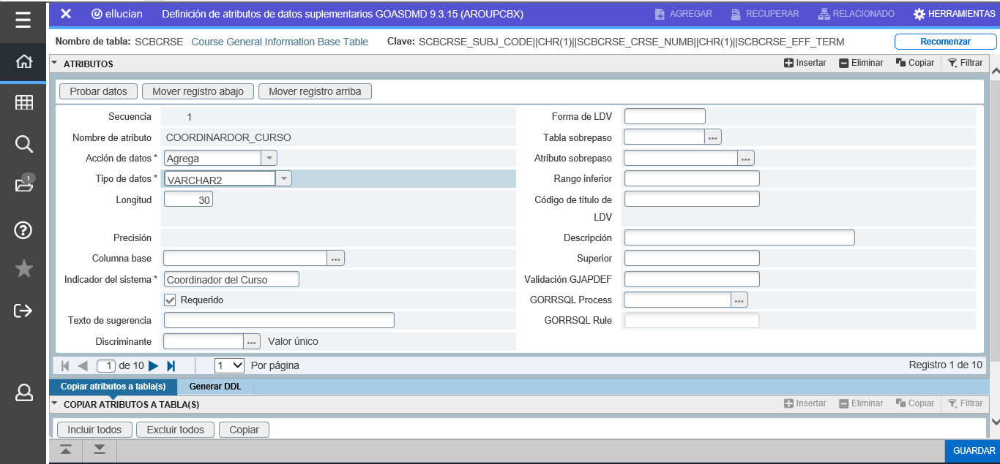 ellucian Definición de atributos de datos suplementarios GOASDMD 9.3.15 (AROUPCBX) AGREGAR RECUPERAR RELACIONADO HERRAMIENTAS
Nombre de tabla: SCBCRSE Course General Information Base Table Clave: SCBCRSE_SUBJ_CODE||CHR(1)||SCBCRSE_CRSE_NUMB||CHR(1)||SCBCRSE_EFF_TERM Recomenzar
ATRIBUTOS Insertar Eliminar Copiar Filtrar
Probar datos Mover registro abajo Mover registro arriba
Secuencia 1 Forma de LDV
Nombre de atributo COORDINARDOR_CURSO Tabla sobrepaso ...
Acción de datos * Agrega Atributo sobrepaso ...
Tipo de datos * VARCHAR2 Rango inferior
Longitud 30 Código de título de
LDV
Precisión Descripción
Columna base ... Superior
Indicador del sistema * Coordinador del Curso Validación GJAPDEF
Requerido GORRSQL Process ...
Texto de sugerencia GORRSQL Rule
Discriminante ... Valor único
1 de 10 1 Por página Registro 1 de 10
Copiar atributos a tabla(s) Generar DDL
COPIAR ATRIBUTOS A TABLA(S) Insertar Eliminar Copiar Filtrar
Incluir todos Excluir todos Copiar
GUARDAR
1